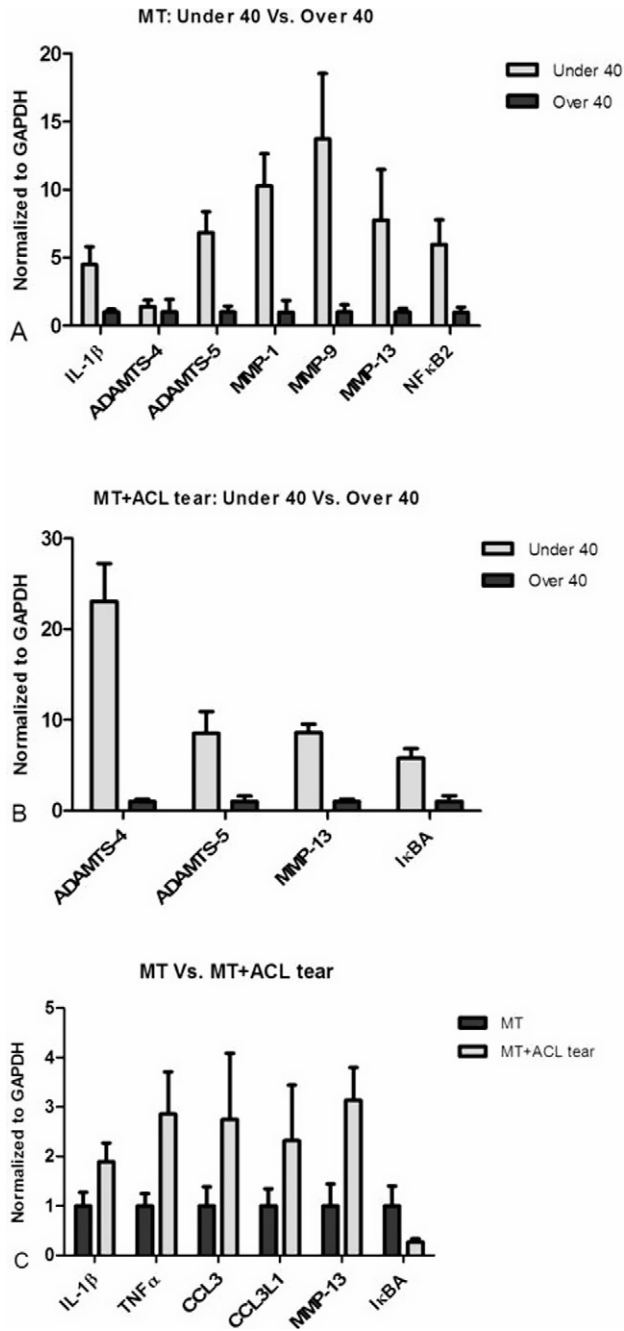 MT: Under 40 Vs. Over 40
Normalized to GAPDH
20
15
10
5
0
Under 40
Over 40
IL-1β
ADAMTS-4
ADAMTS-5
MMP-1
MMP-9
MMP-13
NFκB2
A
MT+ACL tear: Under 40 Vs. Over 40
Normalized to GAPDH
30
20
10
0
Under 40
Over 40
ADAMTS-4
ADAMTS-5
MMP-13
IκBA
B
MT Vs. MT+ACL tear
Normalized to GAPDH
5
4
3
2
1
0
MT
MT+ACL tear
IL-1β
TNFα
CCL3
CCL3L1
MMP-13
IκBA
C